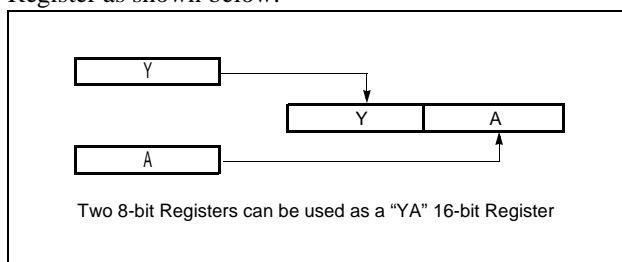 Register as shown below.
Y
Y A
A
Two 8-bit Registers can be used as a “YA” 16-bit Register